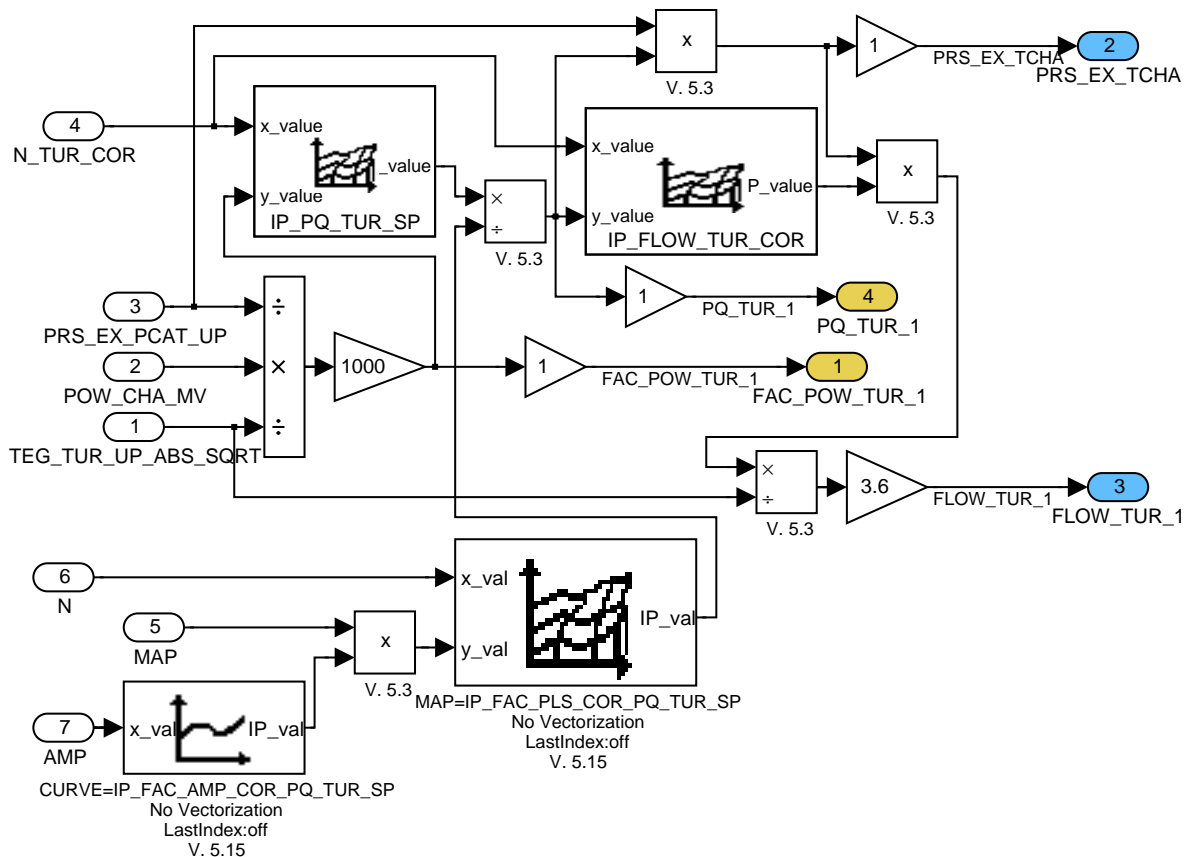 x
V. 5.3
1
PRS_EX_TCHA
2
PRS_EX_TCHA
4
N_TUR_COR
x_value
y_value
_value
IP_PQ_TUR_SP
×
÷
V. 5.3
x_value
y_value
P_value
IP_FLOW_TUR_COR
x
V. 5.3
3
PRS_EX_PCAT_UP
2
POW_CHA_MV
1
TEG_TUR_UP_ABS_SQRT
÷
×
÷
1000
1
PQ_TUR_1
4
PQ_TUR_1
1
FAC_POW_TUR_1
1
FAC_POW_TUR_1
×
÷
V. 5.3
3.6
FLOW_TUR_1
3
FLOW_TUR_1
6
N
5
MAP
x
V. 5.3
x_val
y_val
IP_val
MAP=IP_FAC_PLS_COR_PQ_TUR_SP
No Vectorization
LastIndex:off
V. 5.15
7
AMP
x_val
IP_val
CURVE=IP_FAC_AMP_COR_PQ_TUR_SP
No Vectorization
LastIndex:off
V. 5.15